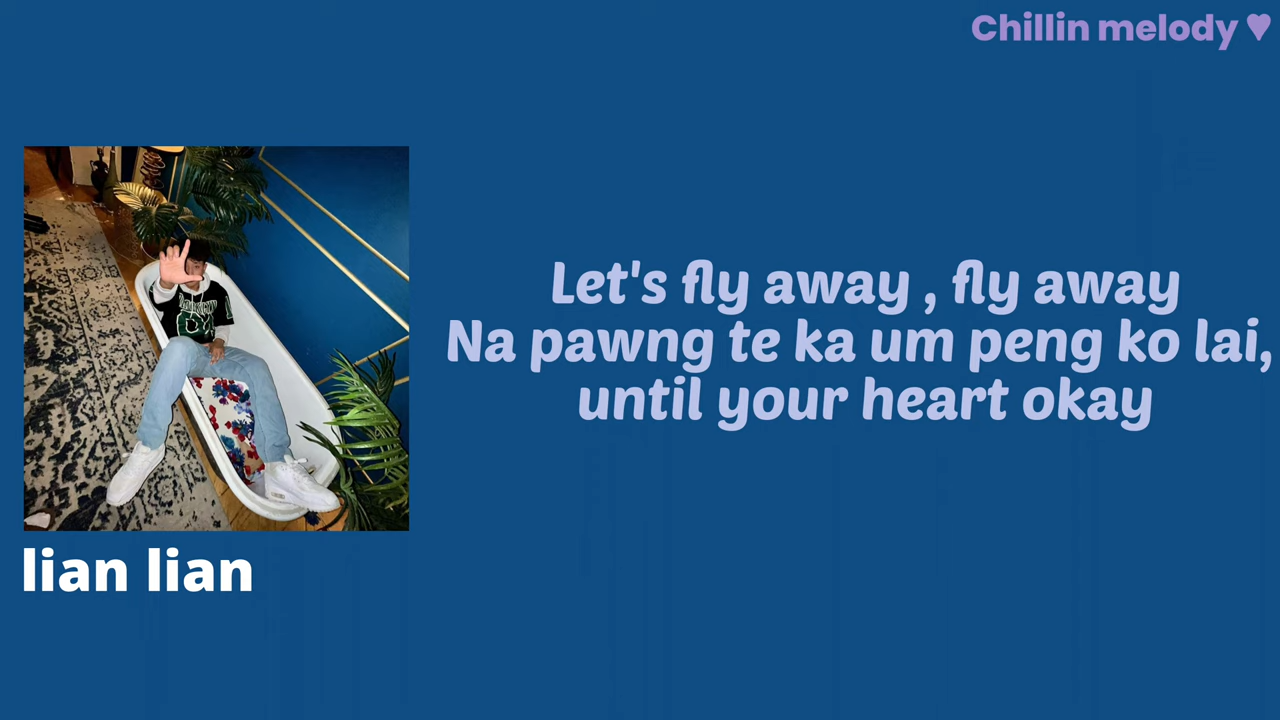 Chillin melody ♥
Let's fly away , fly away
Na pawng te ka um peng ko lai,
until your heart okay
lian lian